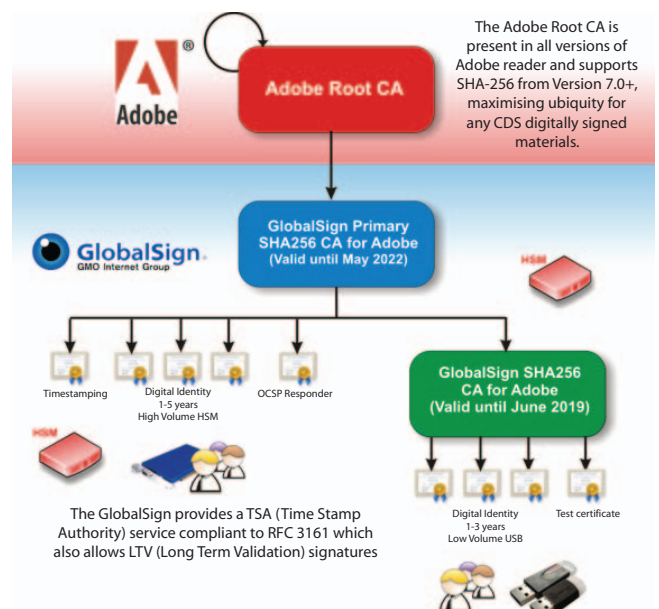 Adobe
®
Adobe Root CA
The Adobe Root CA is
present in all versions of
Adobe reader and supports
SHA-256 from Version 7.0+,
maximising ubiquity for
any CDS digitally signed
materials.
GlobalSign.
GMO Internet Group
GlobalSign Primary
SHA256 CA for Adobe
(Valid until May 2022)
HSM
Timestamping
Digital Identity
1-5 years
High Volume HSM
OCSP Responder
GlobalSign SHA256
CA for Adobe
(Valid until June 2019)
HSM
Digital Identity
1-3 years
Low Volume USB
Test certificate
The GlobalSign provides a TSA (Time Stamp
Authority) service compliant to RFC 3161 which
also allows LTV (Long Term Validation) signatures